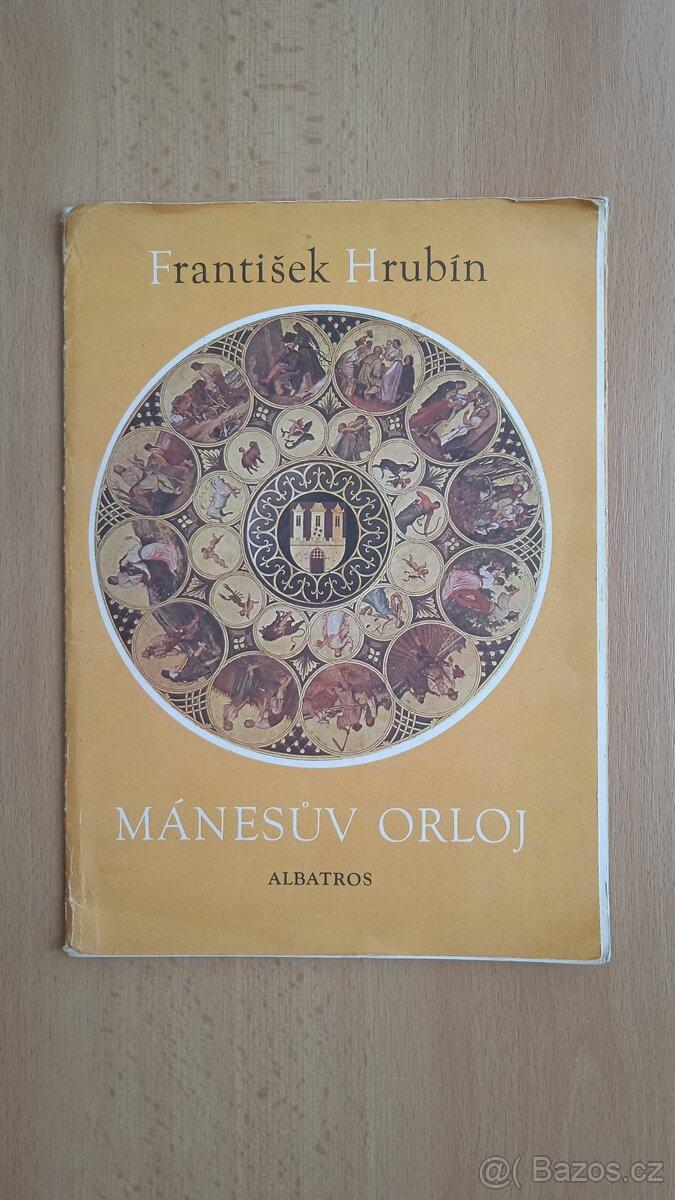 František Hrubín
MÁNESŮV ORLOJ
ALBATROS
@( Bazos.cz